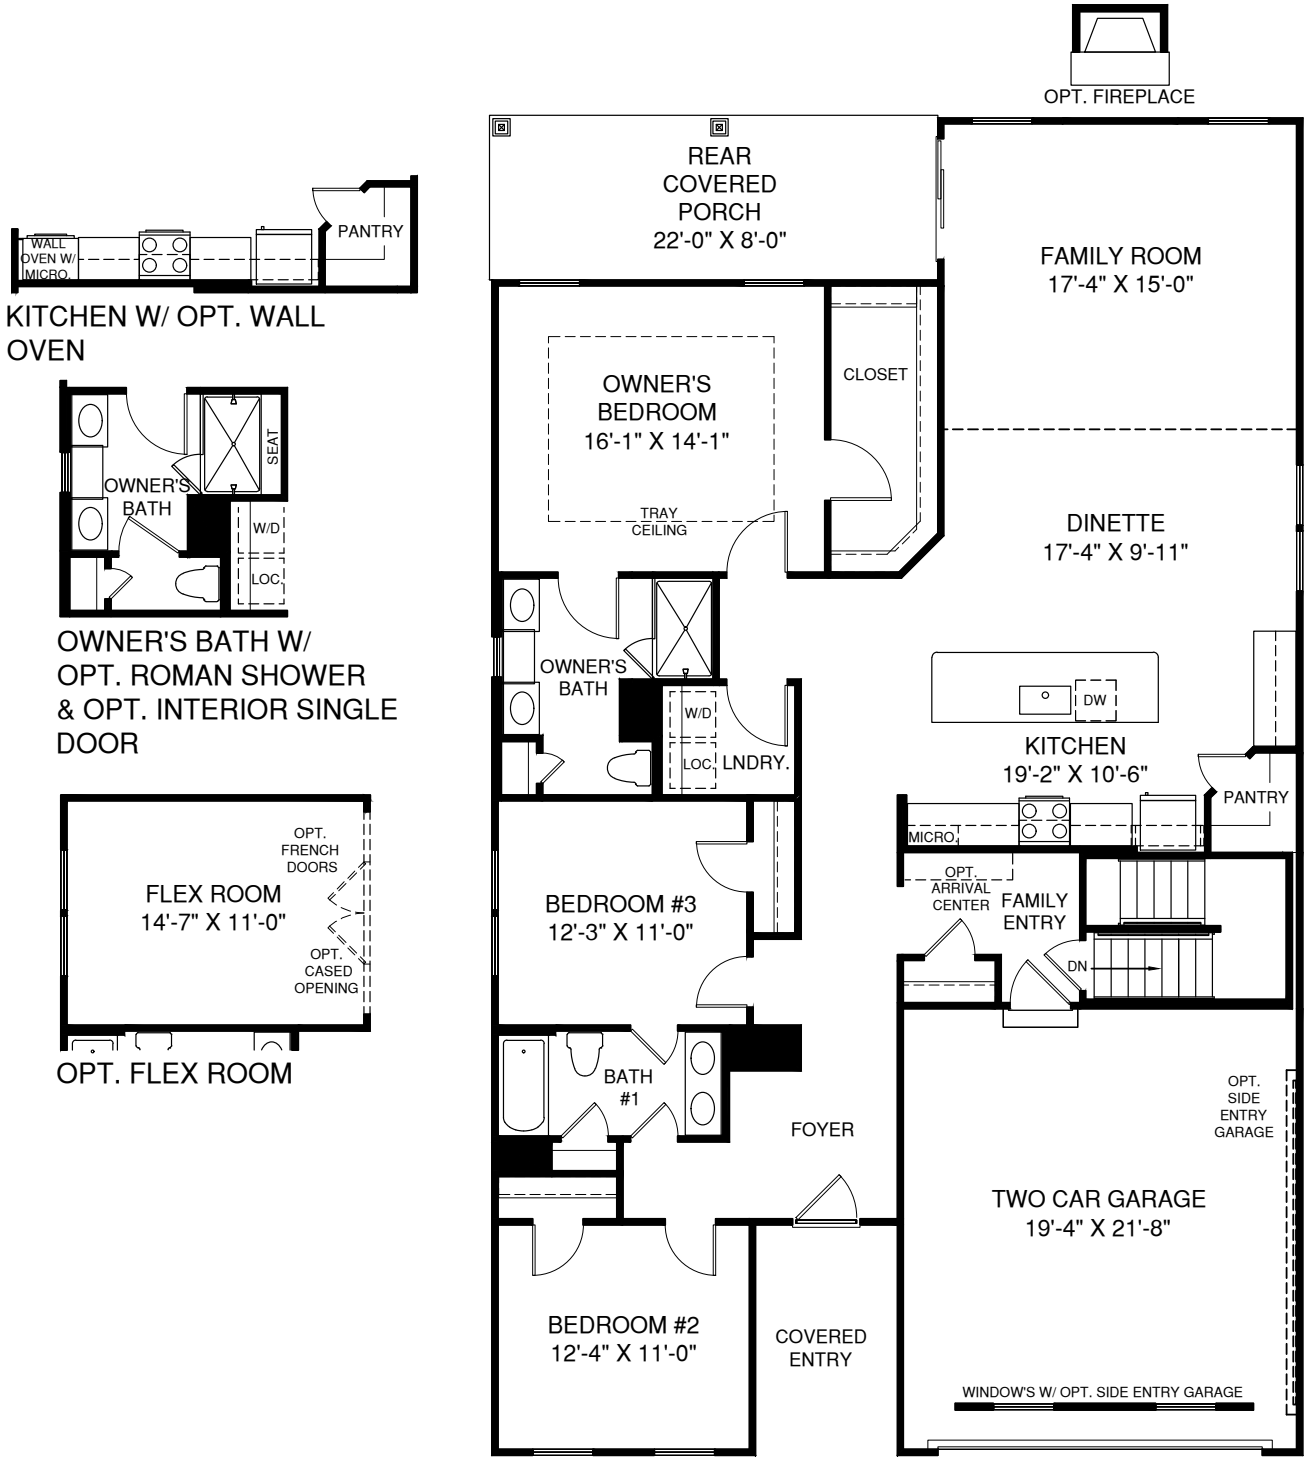 OPT. FIREPLACE
REAR
COVERED
PORCH
22'-0" X 8'-0"
FAMILY ROOM
17'-4" X 15'-0"
WALL
OVEN W/
MICRO.
PANTRY
KITCHEN W/ OPT. WALL
OVEN
SEAT
OWNER'S
BATH
W/D
LOC.
OWNER'S BATH W/
OPT. ROMAN SHOWER
& OPT. INTERIOR SINGLE
DOOR
OPT.
FRENCH
DOORS
FLEX ROOM
14'-7" X 11'-0"
OPT.
CASED
OPENING
OPT. FLEX ROOM
OWNER'S
BEDROOM
16'-1" X 14'-1"
TRAY
CEILING
CLOSET
DINETTE
17'-4" X 9'-11"
OWNER'S
BATH
W/D
LOC.
LNDRY.
DW
KITCHEN
19'-2" X 10'-6"
PANTRY
MICRO.
BEDROOM #3
12'-3" X 11'-0"
OPT.
ARRIVAL
CENTER
FAMILY
ENTRY
DN
BATH
#1
FOYER
OPT.
SIDE
ENTRY
GARAGE
TWO CAR GARAGE
19'-4" X 21'-8"
BEDROOM #2
12'-4" X 11'-0"
COVERED
ENTRY
WINDOW'S W/ OPT. SIDE ENTRY GARAGE